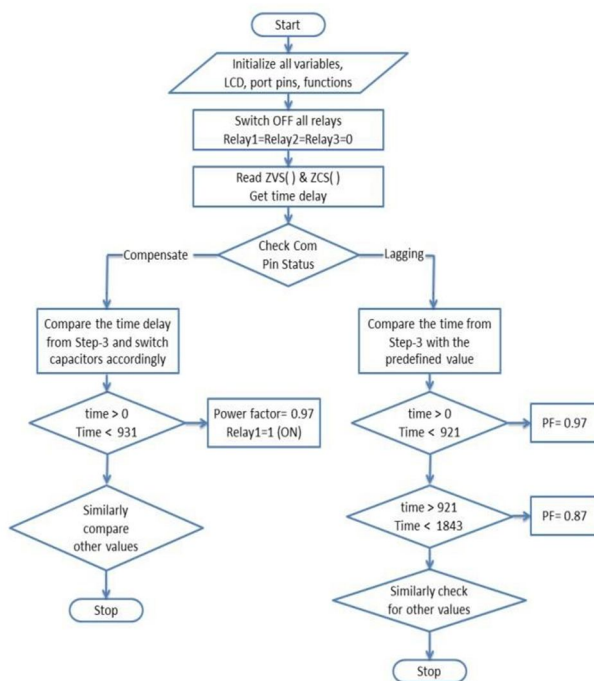 Start
Initialize all variables,
LCD, port pins, functions
Switch OFF all relays
Relay1=Relay2=Relay3=0
Read ZVS( ) & ZCS( )
Get time delay
Check Com
Pin Status
Compensate
Lagging
Compare the time delay
from Step-3 and switch
capacitors accordingly
time > 0
Time < 931
Power factor= 0.97
Relay1=1 (ON)
Similarly
compare
other values
Stop
Compare the time from
Step-3 with the
predefined value
time > 0
Time < 921
PF= 0.97
time > 921
Time < 1843
PF= 0.87
Similarly check
for other values
Stop